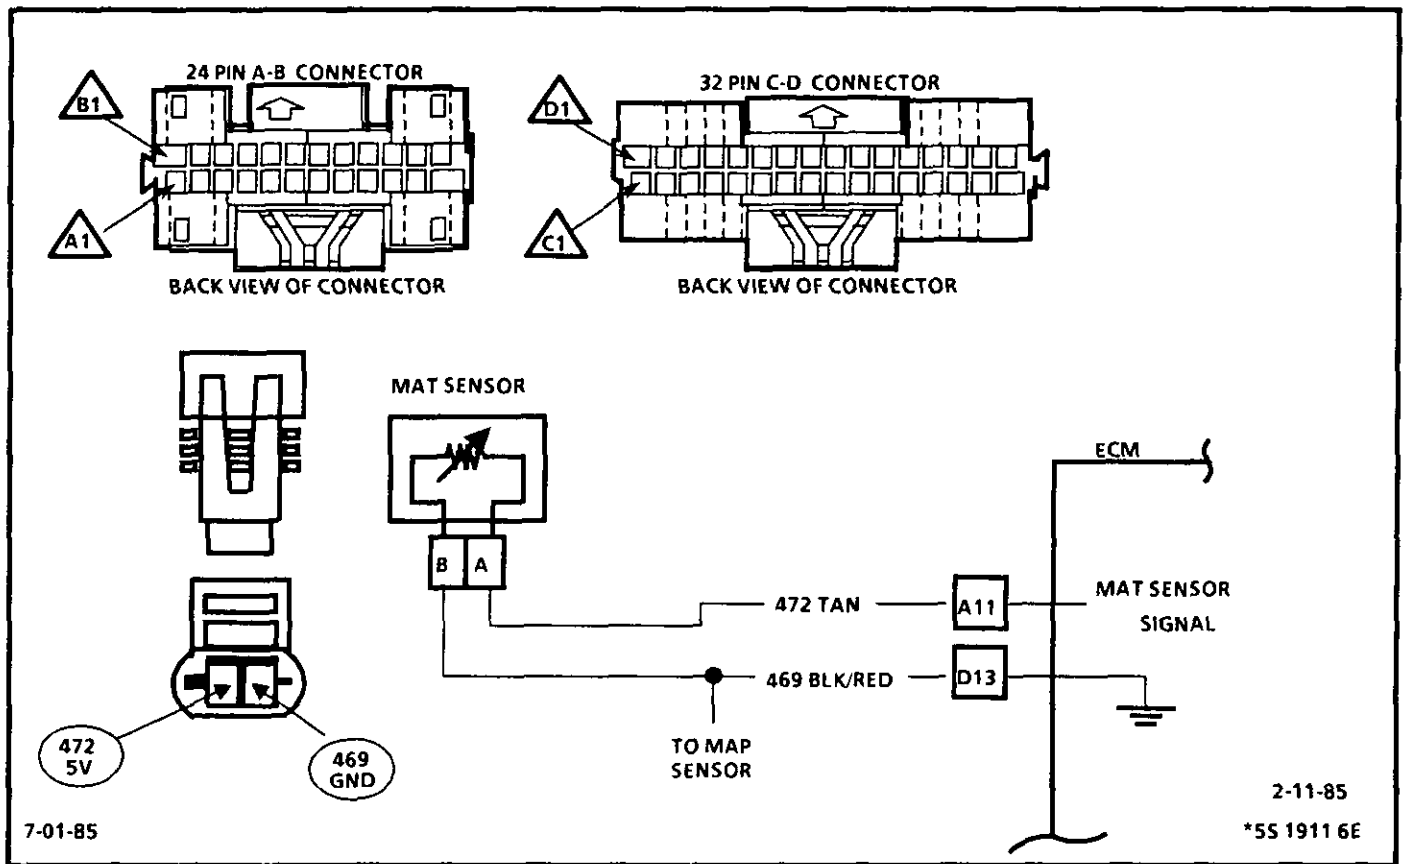 24 PIN A-B CONNECTOR
32 PIN C-D CONNECTOR
B1
D1
A1
C1
BACK VIEW OF CONNECTOR
BACK VIEW OF CONNECTOR
MAT SENSOR
ECM
B A
472 TAN
A11
MAT SENSOR
SIGNAL
469 BLK/RED
D13
TO MAP
SENSOR
472
5V
469
GND
7-01-85
2-11-85
*5S 1911 6E